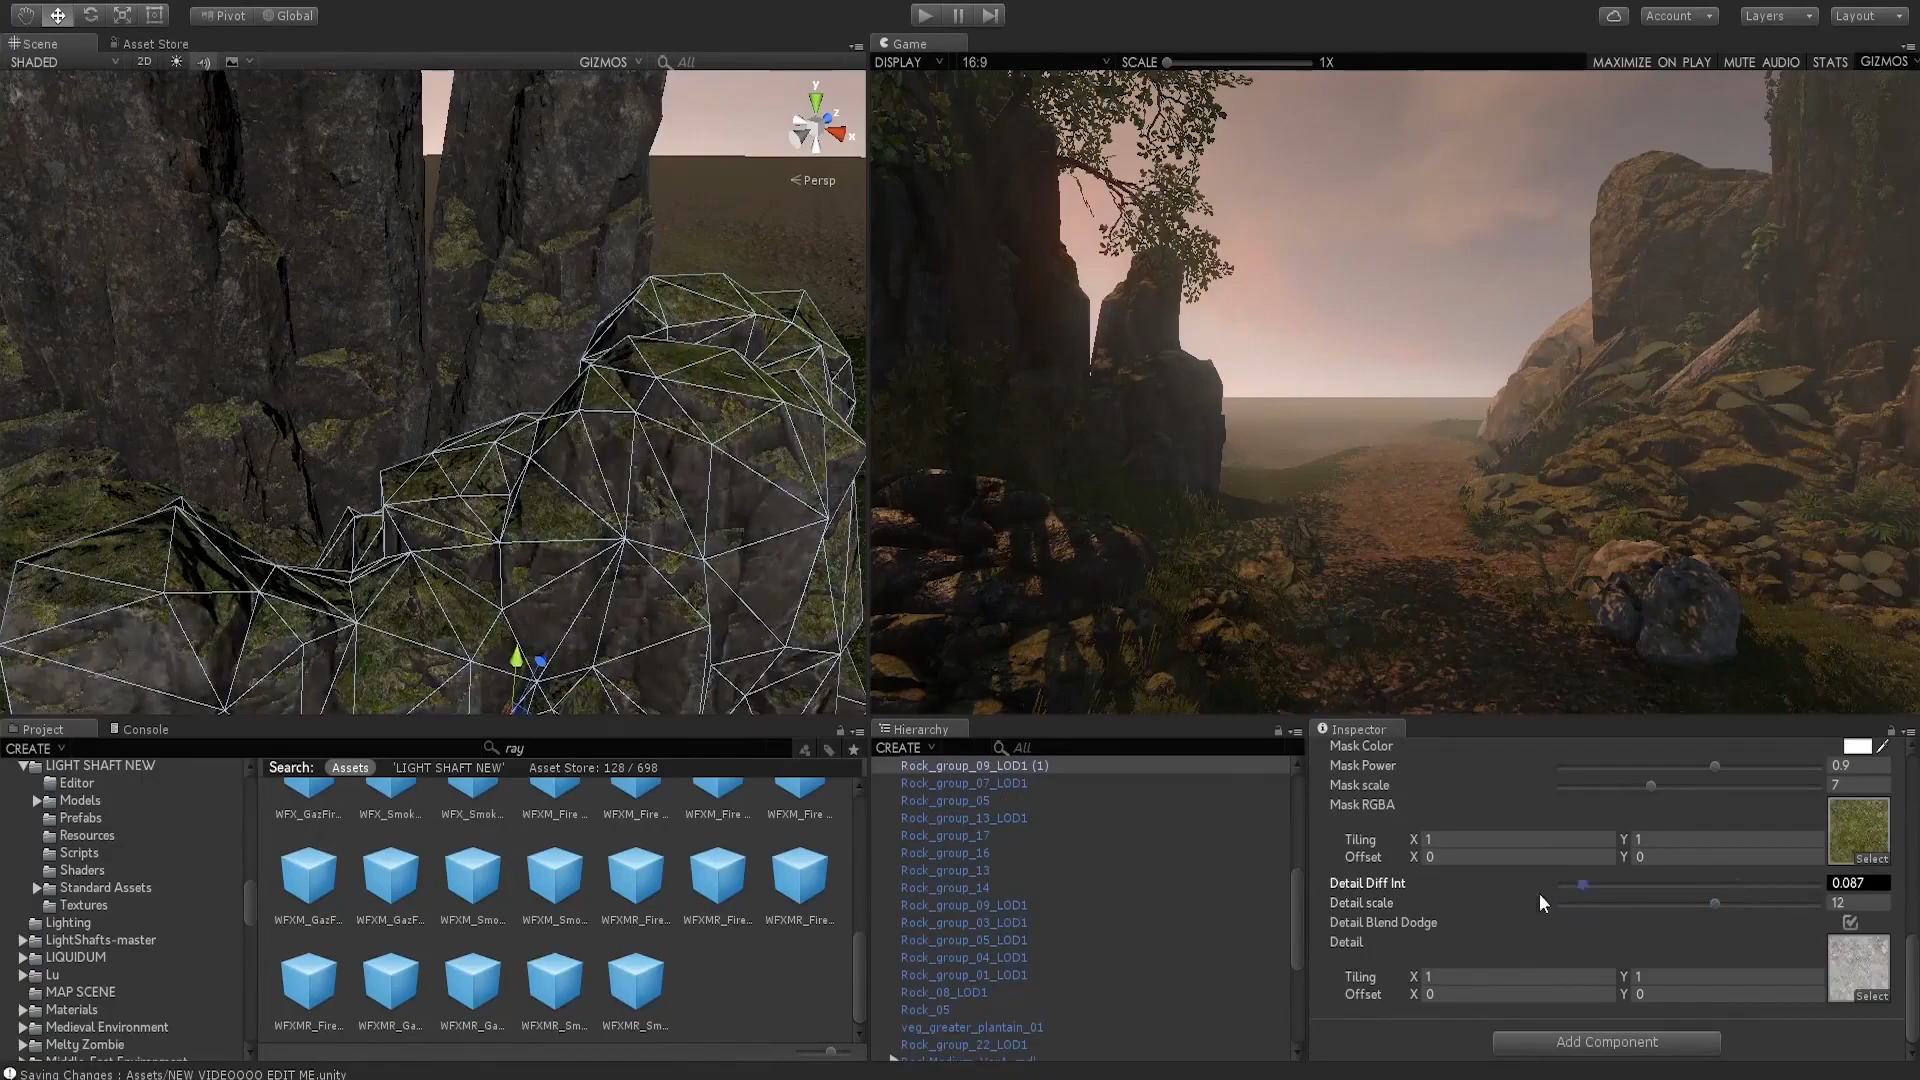 Pivot Global Account Layers Layout
Scene Asset Store
SHADED 2D GIZMOS All
y z x
Persp
Game
DISPLAY 16:9 SCALE 1X MAXIMIZE ON PLAY MUTE AUDIO STATS GIZMOS
Project Console
CREATE ray
LIGHT SHAFT NEW
Editor
Models
Prefabs
Resources
Scripts
Shaders
Standard Assets
Textures
Lighting
LightShafts-master
LIQUIDUM
Lu
MAP SCENE
Materials
Medieval Environment
Melty Zombie
Search: Assets 'LIGHT SHAFT NEW' Asset Store: 128 / 698
WFX_GazFir... WFX_Smok... WFX_Smok... WFXM_Fire ... WFXM_Fire ... WFXM_Fire ... WFXM_Fire ...
WFXM_GazF... WFXM_GazF... WFXM_Smo... WFXM_Smo... WFXMR_Fire... WFXMR_Fire... WFXMR_Fire...
WFXMR_Fire... WFXMR_Ga... WFXMR_Ga... WFXMR_Sm... WFXMR_Sm...
Hierarchy
CREATE All
Rock_group_09_LOD1 (1)
Rock_group_07_LOD1
Rock_group_05
Rock_group_13_LOD1
Rock_group_17
Rock_group_16
Rock_group_13
Rock_group_14
Rock_group_09_LOD1
Rock_group_03_LOD1
Rock_group_05_LOD1
Rock_group_04_LOD1
Rock_group_01_LOD1
Rock_08_LOD1
Rock_05
veg_greater_plantain_01
Rock_group_22_LOD1
Inspector
Mask Color
Mask Power 0.9
Mask scale 7
Mask RGBA
Tiling X 1 Y 1
Offset X 0 Y 0
Select
Detail Diff Int 0.087
Detail scale 12
Detail Blend Dodge
Detail
Tiling X 1 Y 1
Offset X 0 Y 0
Select
Add Component
Saving Changes : Assets/NEW VIDEOOOO EDIT ME.unity